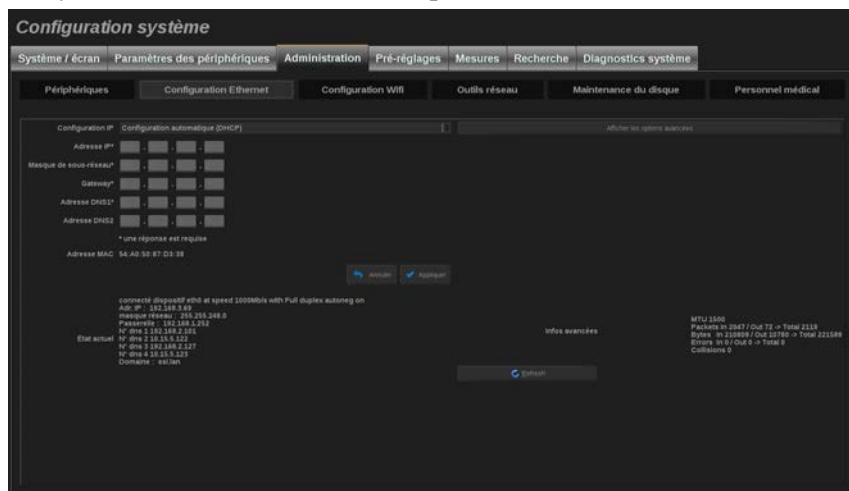 Configuration système
Système / écran Paramètres des périphériques Administration Pré-réglages Mesures Recherche Diagnostics système
Périphériques Configuration Ethernet Configuration Wifi Outils réseau Maintenance du disque Personnel médical
Configuration IP Configuration automatique (DHCP) Afficher les options avancées
Adresse IP*
Masque de sous-réseau*
Gateway*
Adresse DNS1*
Adresse DNS2
* une réponse est requise
Adresse MAC 54:A0:50:87:D3:38
Annuler Appliquer
connecté dispositif eth0 at speed 1000Mb/s with Full duplex autoneg on
Adr. IP : 192.168.3.69
masque réseau : 255.255.248.0
Passerelle : 192.168.1.252
N° dns 1 192.168.2.101
État actuel N° dns 2 10.15.5.122
N° dns 3 192.168.2.127
N° dns 4 10.15.5.123
Domaine : esi.lan
Infos avancées
MTU 1500
Packets In 2047 / Out 72 -> Total 2119
Bytes In 210809 / Out 10780 -> Total 221589
Errors In 0 / Out 0 -> Total 0
Collisions 0
Refresh